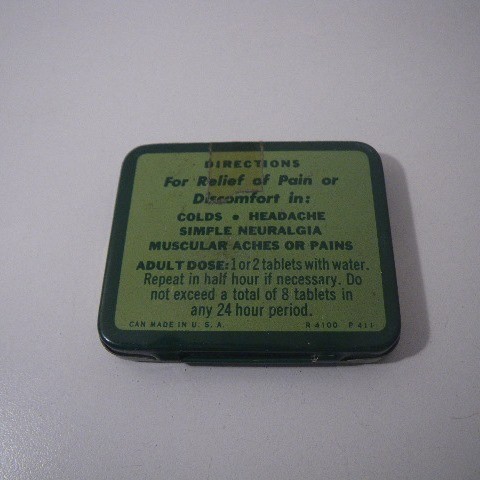 DIRECTIONS
For Relief of Pain or
Discomfort in:
COLDS • HEADACHE
SIMPLE NEURALGIA
MUSCULAR ACHES OR PAINS
ADULT DOSE: 1 or 2 tablets with water.
Repeat in half hour if necessary. Do
not exceed a total of 8 tablets in
any 24 hour period.
CAN MADE IN U. S. A. R 4100 P 411